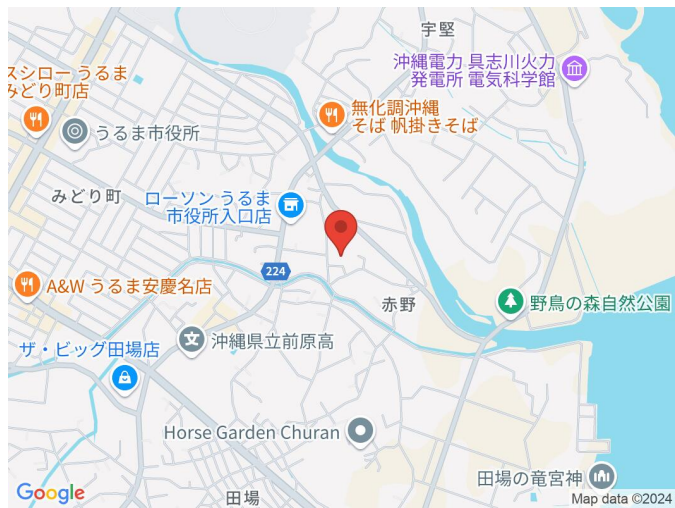 宇堅
沖縄電力 具志川火力
発電所 電気科学館
スシロー うるま
みどり町店
無化調沖縄
そば 帆掛きそば
うるま市役所
みどり町
ローソン うるま
市役所入口店
224
A&W うるま安慶名店
赤野
野鳥の森自然公園
沖縄県立前原高
ザ・ビッグ田場店
Horse Garden Churan
田場の竜宮神
田場
Google
Map data ©2024